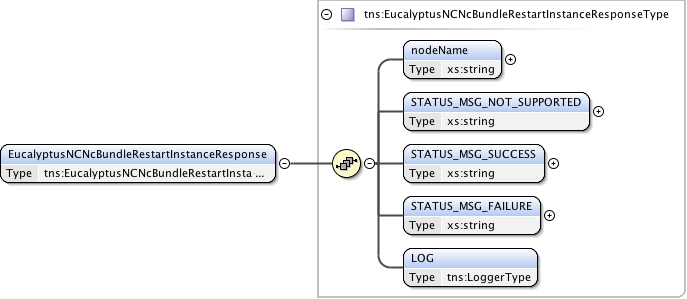 tns:EucalyptusNCNcBundleRestartInstanceResponseType
nodeName
Type xs:string
STATUS_MSG_NOT_SUPPORTED
Type xs:string
EucalyptusNCNcBundleRestartInstanceResponse
Type tns:EucalyptusNCNcBundleRestartInsta ...
STATUS_MSG_SUCCESS
Type xs:string
STATUS_MSG_FAILURE
Type xs:string
LOG
Type tns:LoggerType